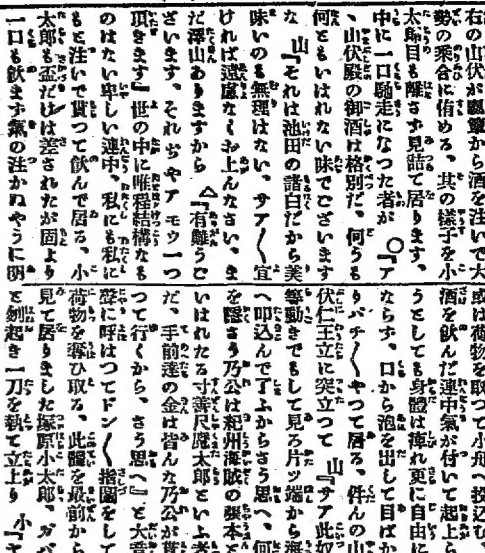 右の山伏が瓢簞から酒を注いで大
勢の乘合に侑める、其の樣子を小
太郎目も離さず見詰て居ります、
中に一口馳走になつた者が ○『ア
、山伏殿の御酒は格別だ、何うも
何ともいはれない味でございます
な 山『それは池田の諸白だから美
味いのも無理はない、サア〱宜
ければ遠慮なくお上んなさい、ま
だ澤山ありますから △『有難うご
ざいます、それぢやアモウ一つ
頂きます』世の中に唯程結構なも
のはない卑しい連中、私にも私に
もと注いで貰つて飮んで居る、小
太郎も盃だけは差されたが固より
一口も飮まず氣の注かぬやうに明
或は荷物を取つて小舟へ投込む、
酒を飮んだ連中氣が付いて起上ら
うとしても身體は痺れ更に自由に
ならず、口から泡を出して目ばか
りパチ〱やつて居る、件んの山
伏仁王立に突立つて 山『サア此奴
等動きでもして見ろ片ツ端から海
へ叩込んで了ふからさう思へ、何
を隱さう乃公は紀州海賊の張本と
いはれたる寸善尺魔太郎といふ者
だ、手前達の金は皆んな乃公が貰
つて行くから、さう思へ』と大音
聲に呼はつてドン〱指圖をして
荷物を奪ひ取る、此體を最前から
見て居りました塚原小太郎、ガバ
と刎起き一刀を執て立上り 小『ヤ